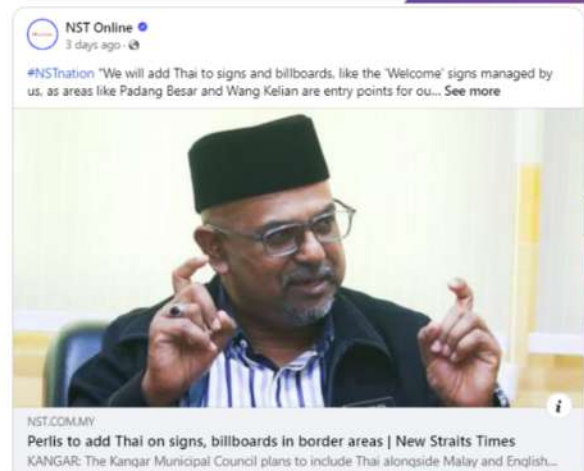 NST Online
3 days ago ·
#NSTnation "We will add Thai to signs and billboards, like the 'Welcome' signs managed by
us, as areas like Padang Besar and Wang Kelian are entry points for ou... See more
NST.COM.MY
Perlis to add Thai on signs, billboards in border areas | New Straits Times
KANGAR: The Kangar Municipal Council plans to include Thai alongside Malay and English...